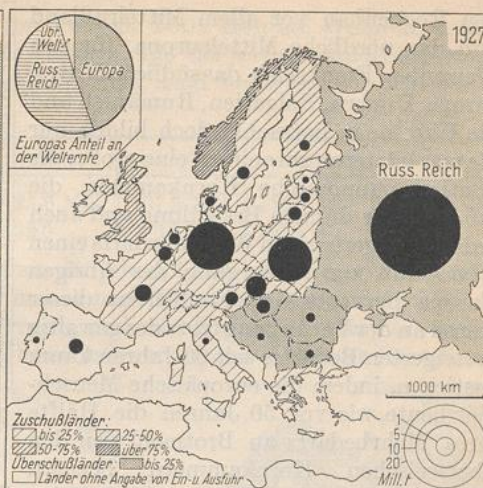 1927
Übr.
Welt
Russ.
Reich
Europa
Europas Anteil an
der Welternte
Russ. Reich
1000 km
1
5
10
20
Mill. t
Zuschußländer:
bis 25% 25-50%
50-75% über 75%
Überschußländer: bis 25%
Länder ohne Angabe von Ein- u. Ausfuhr